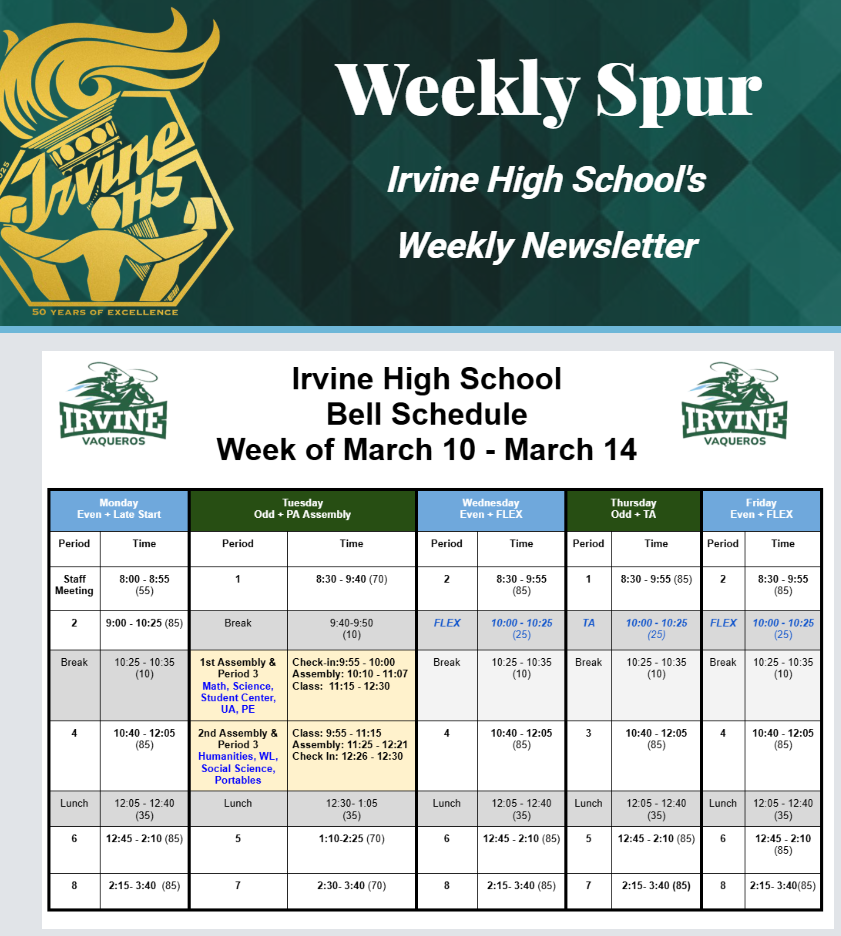 Weekly Spur
Irvine High School's
Weekly Newsletter
Irvine
HS
50 YEARS OF EXCELLENCE
Irvine High School
Bell Schedule
Week of March 10 - March 14
IRVINE
VAQUEROS
IRVINE
VAQUEROS
Monday
Even + Late Start
Tuesday
Odd + PA Assembly
Wednesday
Even + FLEX
Thursday
Odd + TA
Friday
Even + FLEX
Period Time Period Time Period Time Period Time Period Time
Staff
Meeting
8:00 - 8:55
(55)
1
8:30 - 9:40 (70)
2
8:30 - 9:55
(85)
1
8:30 - 9:55 (85)
2
8:30 - 9:55
(85)
2
9:00 - 10:25 (85)
Break
9:40-9:50
(10)
FLEX
10:00 - 10:25
(25)
TA
10:00 - 10:25
(25)
FLEX
10:00 - 10:25
(25)
Break
10:25 - 10:35
(10)
1st Assembly &
Period 3
Math, Science,
Student Center,
UA, PE
Check-in:9:55 - 10:00
Assembly: 10:10 - 11:07
Class: 11:15 - 12:30
Break
10:25 - 10:35
(10)
Break
10:25 - 10:35
(10)
Break
10:25 - 10:35
(10)
4
10:40 - 12:05
(85)
2nd Assembly &
Period 3
Humanities, WL,
Social Science,
Portables
Class: 9:55 - 11:15
Assembly: 11:25 - 12:21
Check In: 12:26 - 12:30
4
10:40 - 12:05
(85)
3
10:40 - 12:05
(85)
4
10:40 - 12:05
(85)
Lunch
12:05 - 12:40
(35)
Lunch
12:30- 1:05
(35)
Lunch
12:05 - 12:40
(35)
Lunch
12:05 - 12:40
(35)
Lunch
12:05 - 12:40
(35)
6
12:45 - 2:10 (85)
5
1:10-2:25 (70)
6
12:45 - 2:10 (85)
5
12:45 - 2:10 (85)
6
12:45 - 2:10
(85)
8
2:15- 3:40 (85)
7
2:30- 3:40 (70)
8
2:15- 3:40 (85)
7
2:15- 3:40 (85)
8
2:15- 3:40(85)